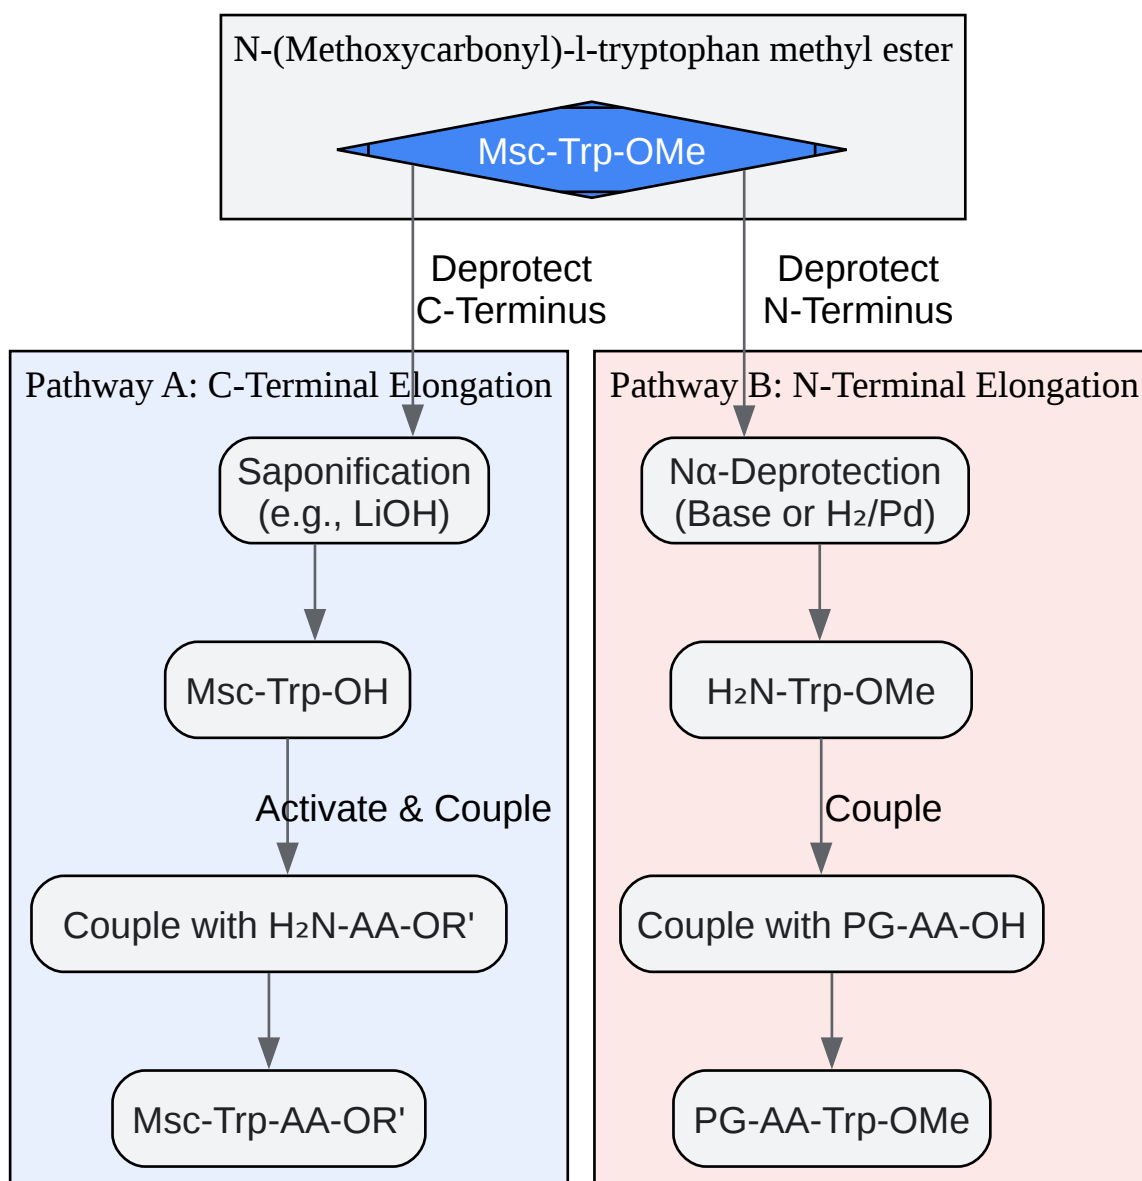 N-(Methoxycarbonyl)-l-tryptophan methyl ester
Msc-Trp-OMe
Deprotect
C-Terminus
Deprotect
N-Terminus
Pathway A: C-Terminal Elongation
Saponification
(e.g., LiOH)
Msc-Trp-OH
Activate & Couple
Couple with H₂N-AA-OR'
Msc-Trp-AA-OR'
Pathway B: N-Terminal Elongation
Nα-Deprotection
(Base or H₂/Pd)
H₂N-Trp-OMe
Couple
Couple with PG-AA-OH
PG-AA-Trp-OMe